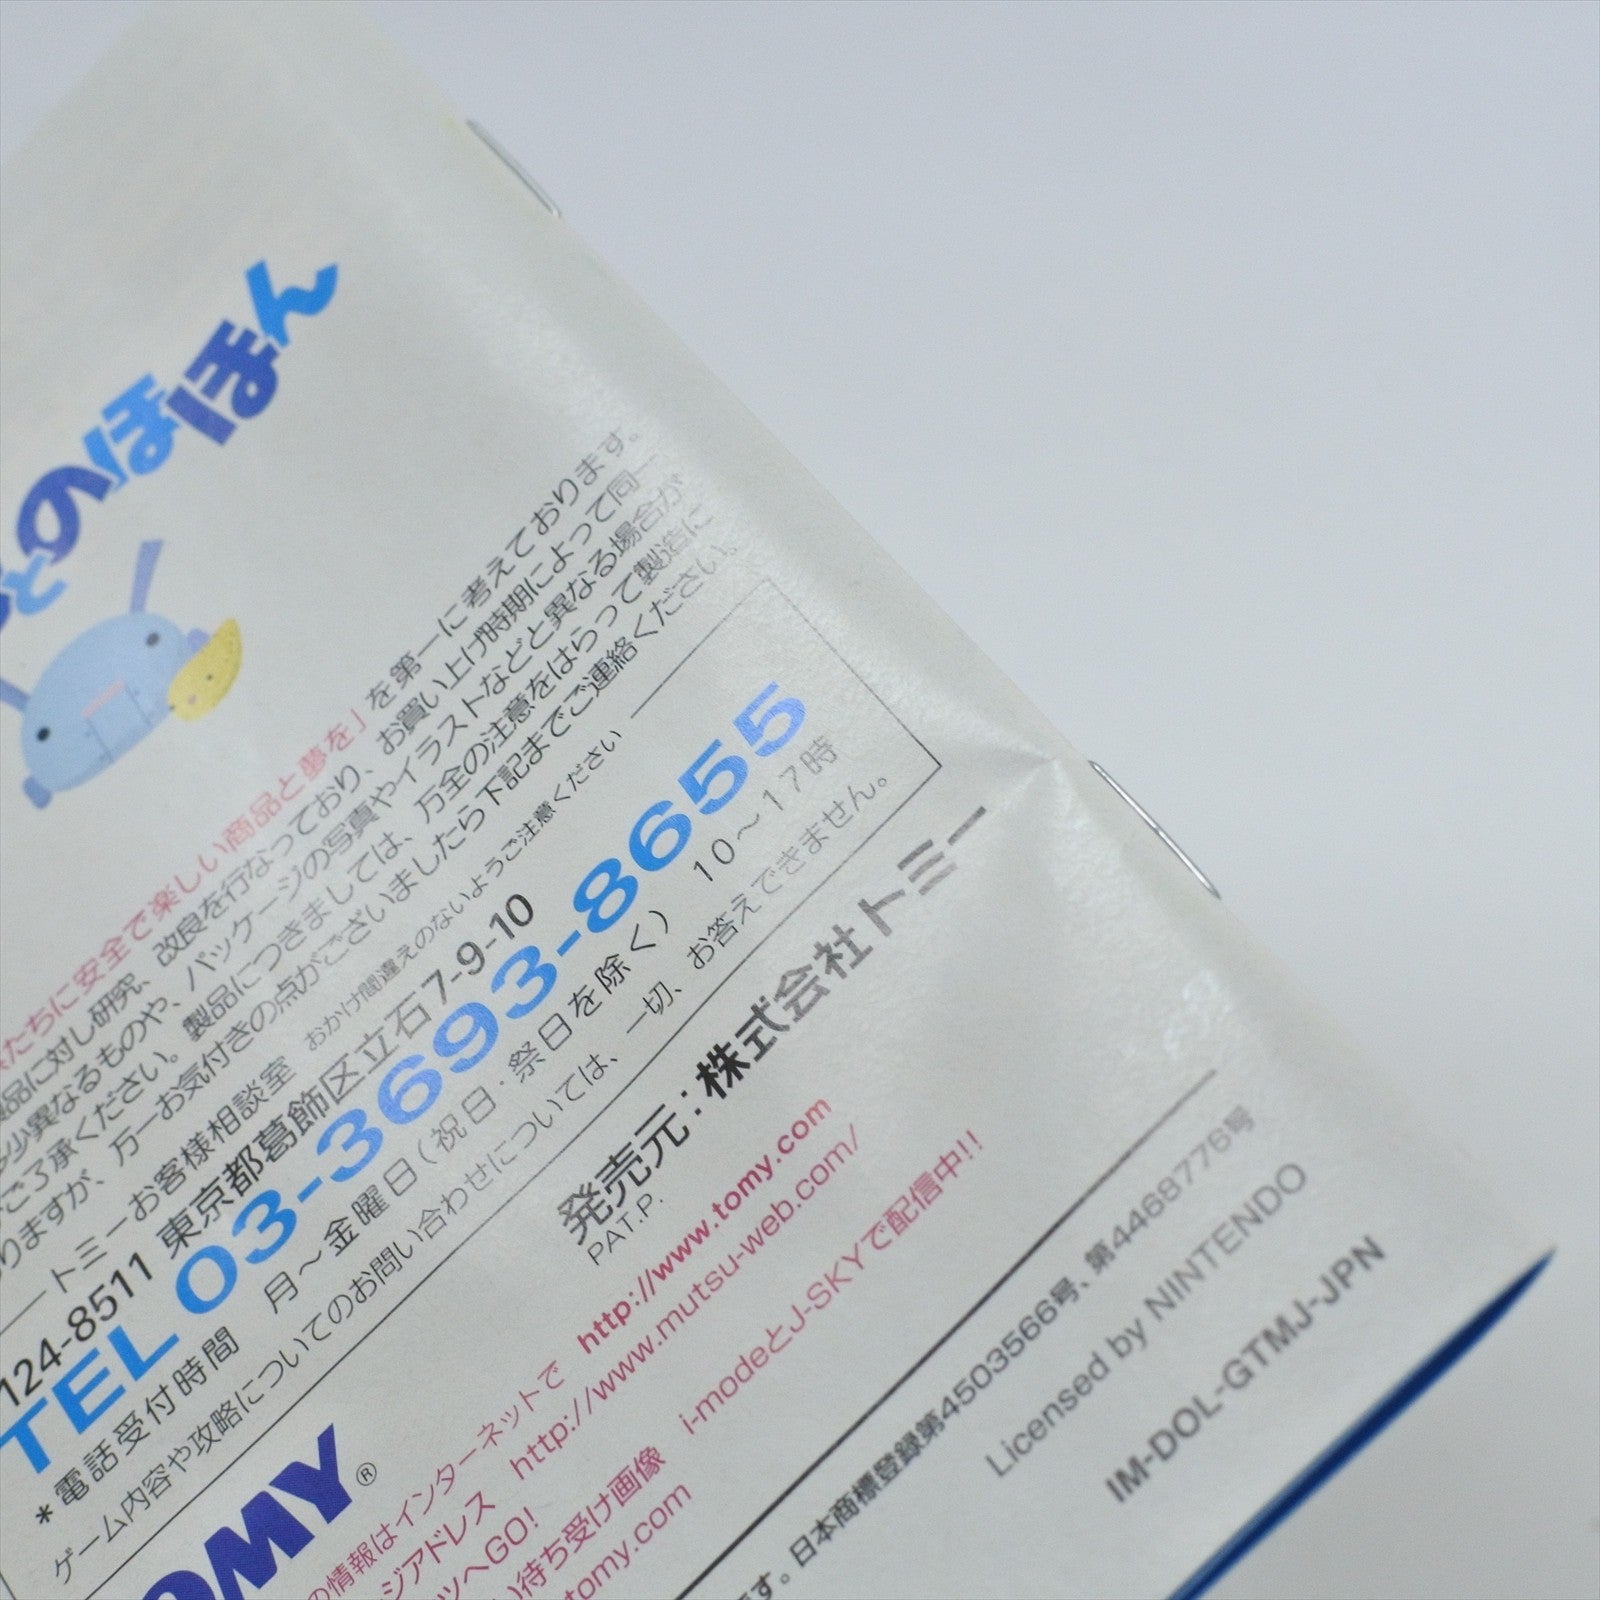 とのほほん
たちに安全で楽しい商品と夢を」を第一に考えております。
品に対し研究、改良を行なっており、お買い上げ時期によって同一
少異なるものや、パッケージの写真やイラストなどと異なる場合が
ご了承ください。製品につきましては、万全の注意をはらって製造に
りますが、万一お気付きの点がございましたら下記までご連絡ください。
トミーお客様相談室 おかけ間違えのないようご注意ください
124-8511 東京都葛飾区立石7-9-10
TEL 03-3693-8655
*電話受付時間 月～金曜日(祝日・祭日を除く) 10～17時
ゲーム内容や攻略についてのお問い合わせについては、一切、お答えできません。
発売元:株式会社トミー
PAT.P.
OMY®
の情報はインターネットで http://www.tomy.com
ジアドレス http://www.mutsu-web.com/
ツへGO!
待ち受け画像 i-modeとJ-SKYで配信中!!
tomy.com
す。日本商標登録第4503566号、第4468776号
Licensed by NINTENDO
IM-DOL-GTMJ-JPN